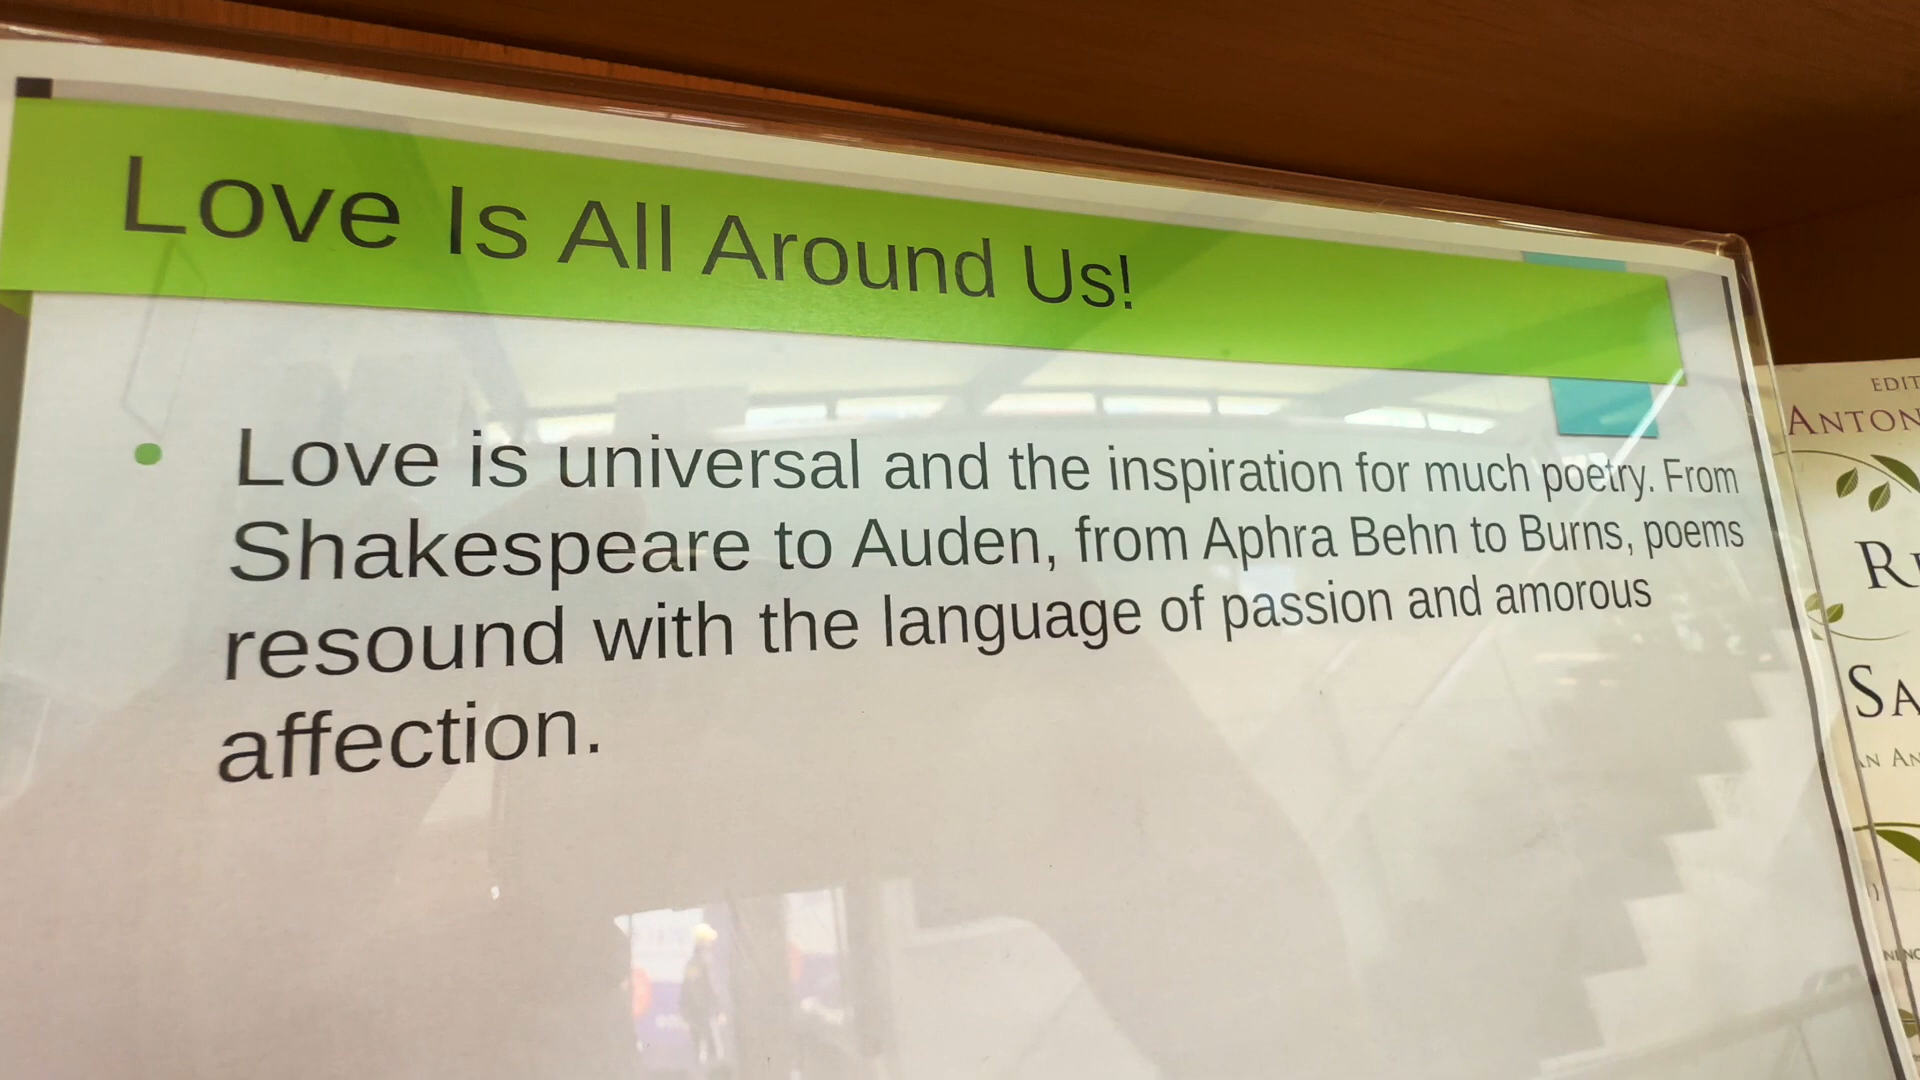 Love Is All Around Us!
• Love is universal and the inspiration for much poetry. From
Shakespeare to Auden, from Aphra Behn to Burns, poems
resound with the language of passion and amorous
affection.
EDIT
ANTON
SA
AN AN